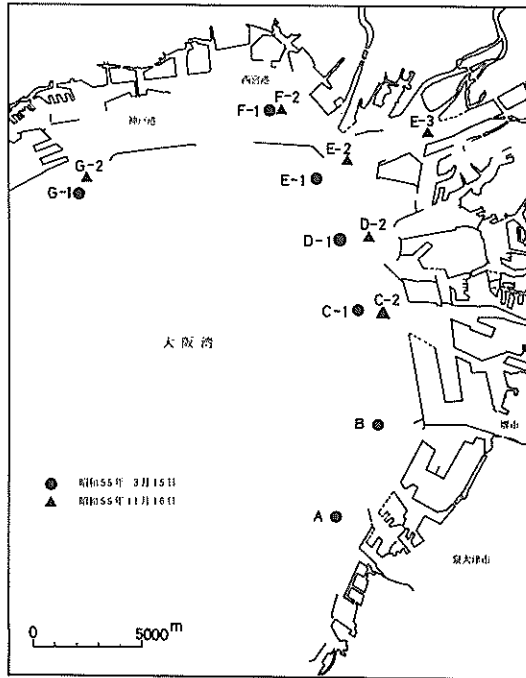 西宮港
F-1
F-2
神戸港
E-3
E-2
G-2
G-1
E-1
D-2
D-1
C-1
C-2
大阪湾
B
堺市
昭和55年 3月15日
昭和55年11月16日
A
泉大津市
0
5000m